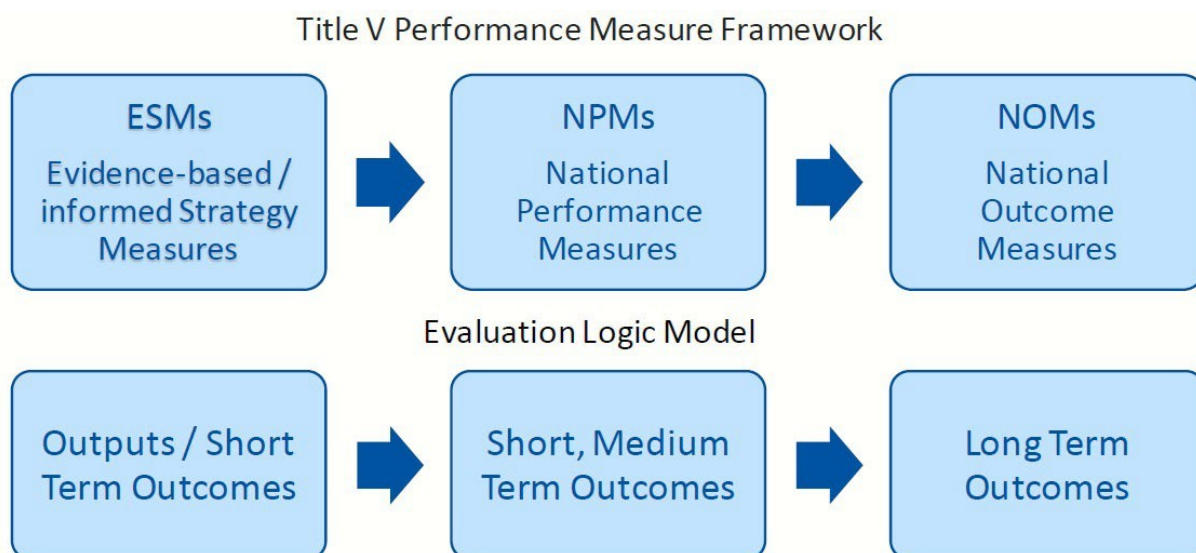 Title V Performance Measure Framework
ESMs
Evidence-based /
informed Strategy
Measures
NPMs
National
Performance
Measures
NOMs
National
Outcome
Measures
Evaluation Logic Model
Outputs / Short
Term Outcomes
Short, Medium
Term Outcomes
Long Term
Outcomes